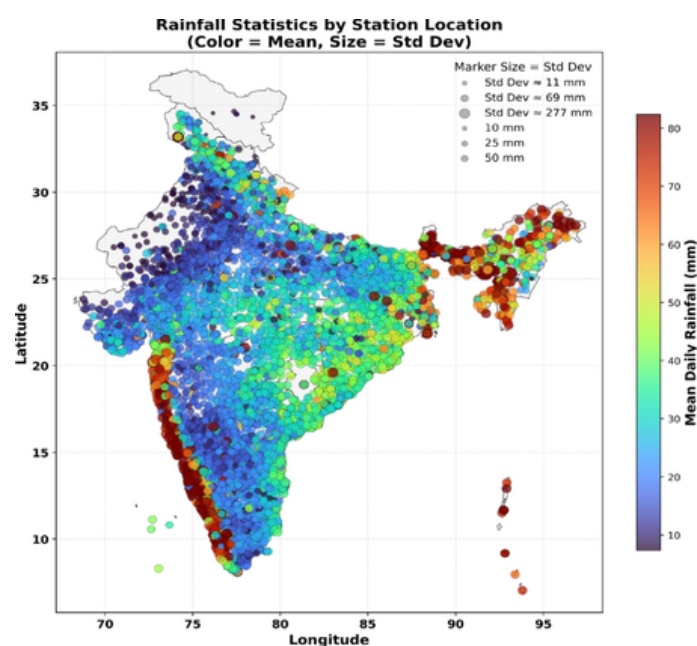 Rainfall Statistics by Station Location
(Color = Mean, Size = Std Dev)
Marker Size = Std Dev
Std Dev ≈ 11 mm
Std Dev ≈ 69 mm
Std Dev ≈ 277 mm
10 mm
25 mm
50 mm
Latitude
35
30
25
20
15
10
70
75
80
85
90
95
Longitude
80
70
60
50
40
30
20
10
Mean Daily Rainfall (mm)